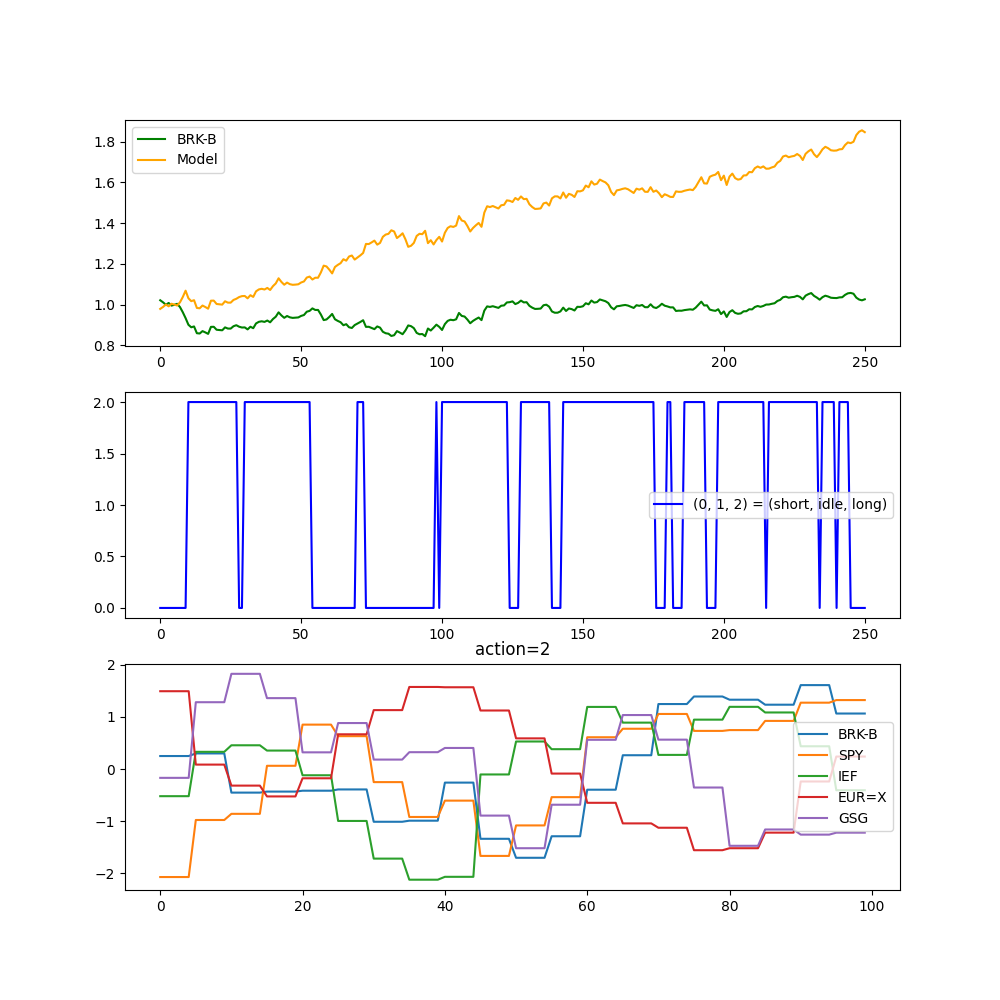 1.8
1.6
1.4
1.2
1.0
0.8
BRK-B
Model
0 50 100 150 200 250
2.0
1.5
1.0
0.5
0.0
(0, 1, 2) = (short, idle, long)
0 50 100 150 200 250
action=2
2
1
0
−1
−2
BRK-B
SPY
IEF
EUR=X
GSG
0 20 40 60 80 100